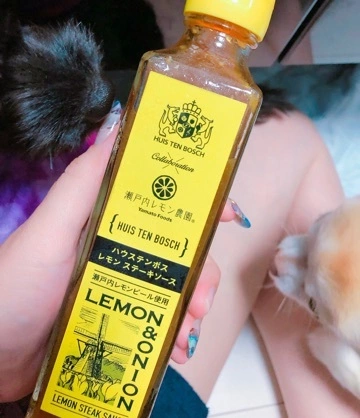 HUIS TEN BOSCH
Collaboration
瀬戸内レモン農園®
Yamato Foods
{HUIS TEN BOSCH}
ハウステンボス
レモン ステーキソース
瀬戸内レモンピール使用
LEMON
&ONION
LEMON STEAK SAUC